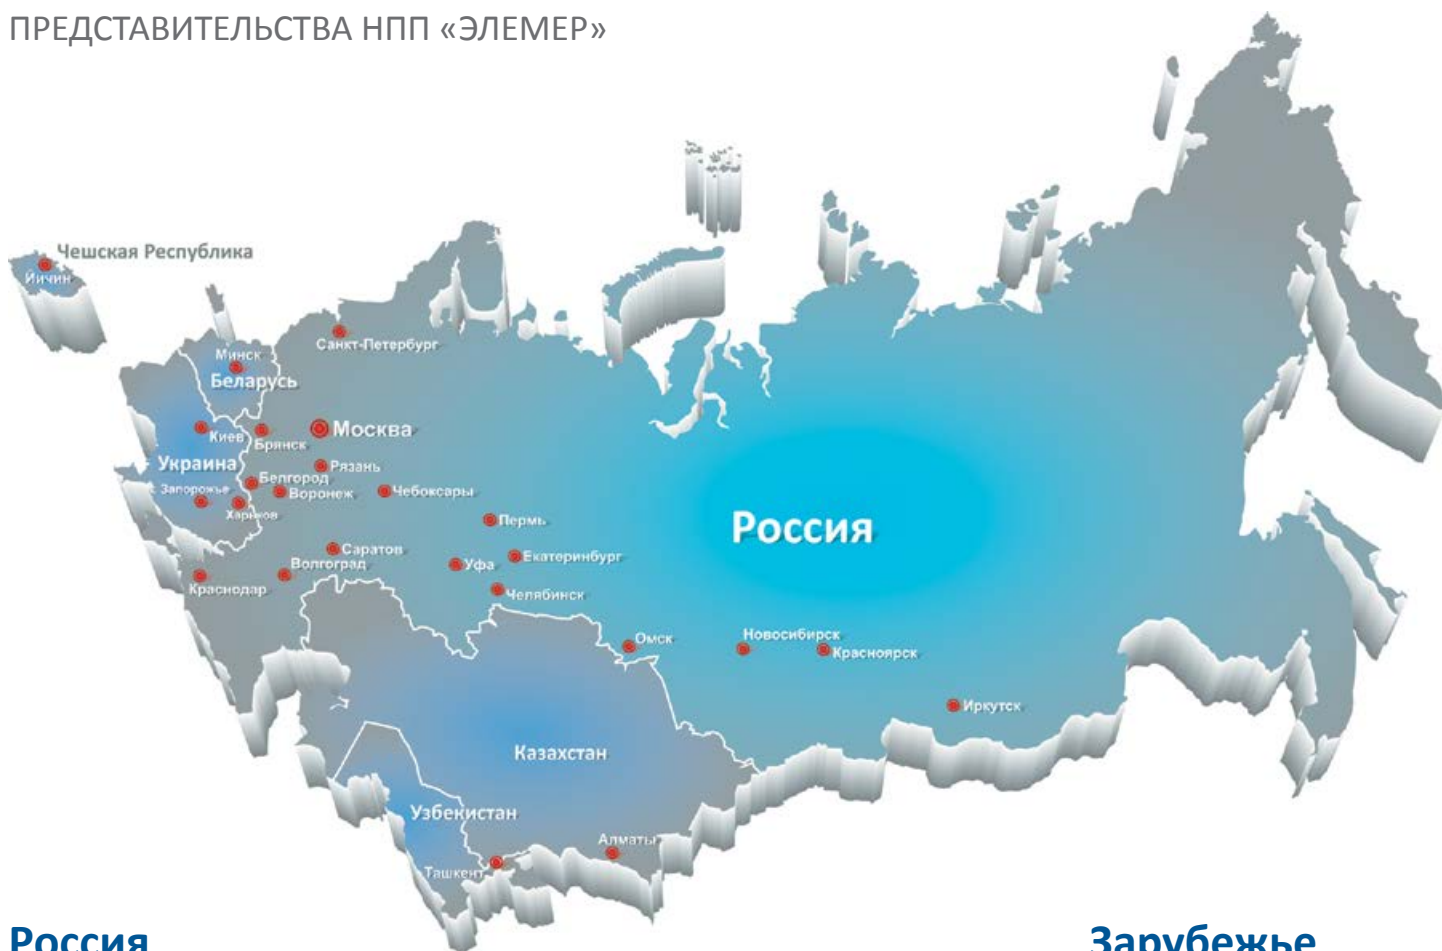 ПРЕДСТАВИТЕЛЬСТВА НПП «ЭЛЕМЕР»
Чешская Республика
Йичин
Санкт-Петербург
Минск
Беларусь
Киев
Брянск
Москва
Украина
Рязань
Белгород
Запорожье
Воронеж
Чебоксары
Харьков
Пермь
Россия
Саратов
Екатеринбург
Волгоград
Уфа
Краснодар
Челябинск
Омск
Новосибирск
Красноярск
Иркутск
Казахстан
Узбекистан
Алматы
Ташкент
Россия
Зарубежье